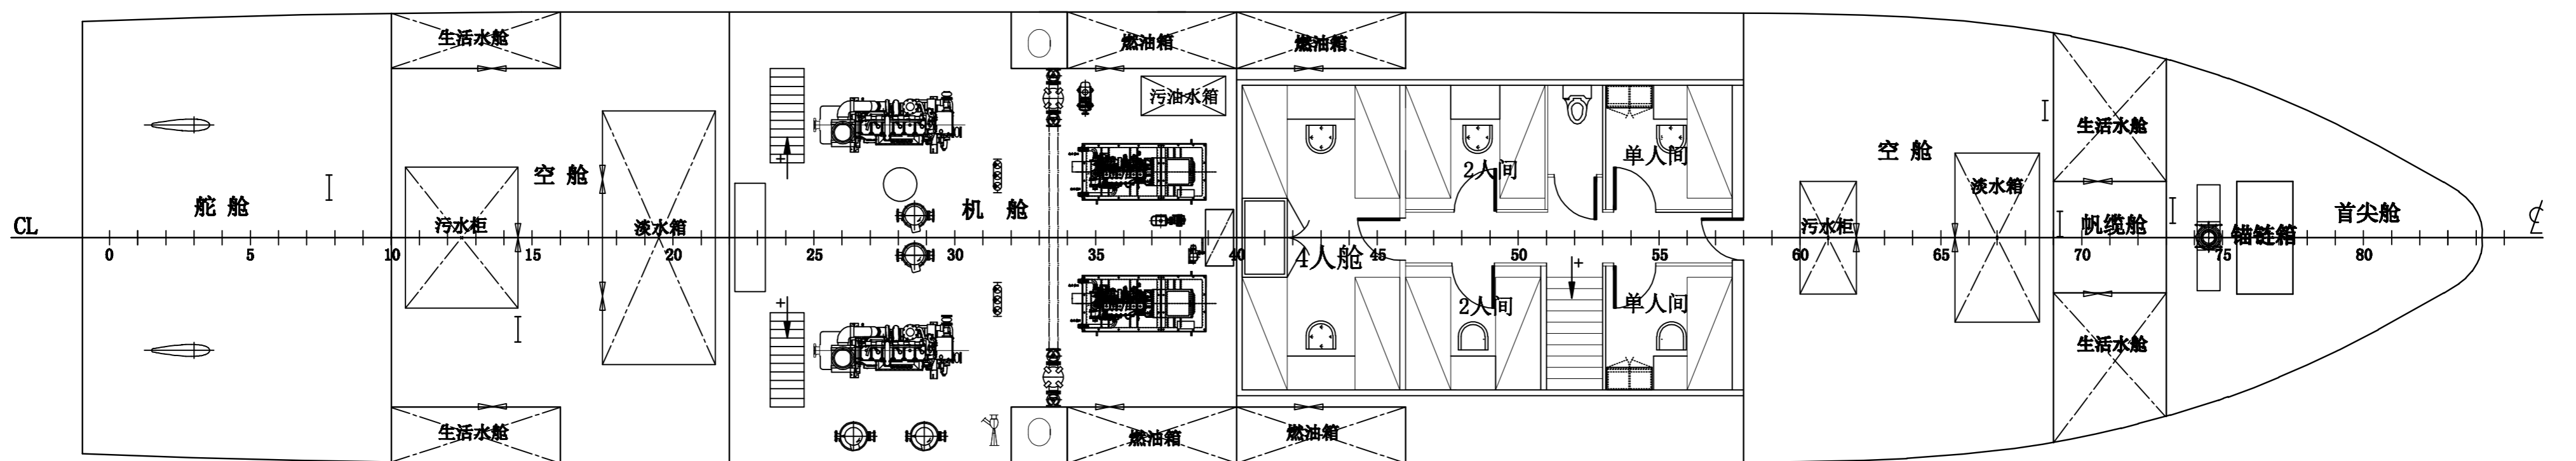 生活水舱
燃油箱
燃油箱
污油水箱
生活水舱
2人间
单人间
空 舱
空 舱
淡水箱
舵 舱
机 舱
首尖舱
污水柜
淡水箱
污水柜
帆缆舱
锚链箱
CL
0 5 10 15 20 25 30 35 40 45 50 55 60 65 70 75 80
4人舱
2人间
单人间
生活水舱
生活水舱
燃油箱
燃油箱